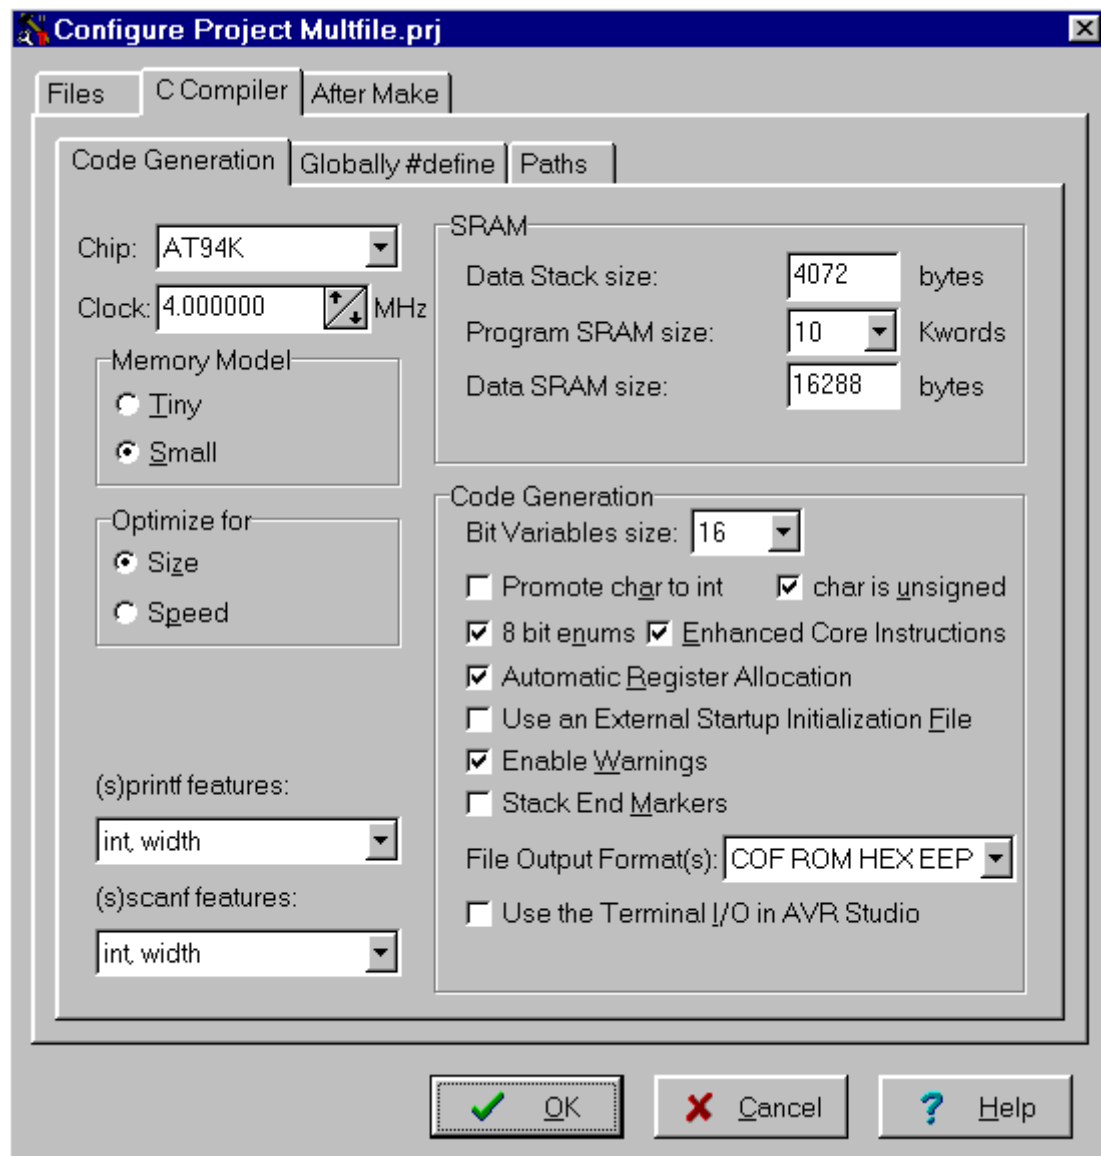 Configure Project Multfile.prj
Files
C Compiler
After Make
Code Generation
Globally #define
Paths
Chip: AT94K
Clock: 4.000000 MHz
Memory Model
Tiny
Small
Optimize for
Size
Speed
(s)printf features:
int, width
(s)scanf features:
int, width
SRAM
Data Stack size: 4072 bytes
Program SRAM size: 10 Kwords
Data SRAM size: 16288 bytes
Code Generation
Bit Variables size: 16
Promote char to int
char is unsigned
8 bit enums
Enhanced Core Instructions
Automatic Register Allocation
Use an External Startup Initialization File
Enable Warnings
Stack End Markers
File Output Format(s): COF ROM HEX EEP
Use the Terminal I/O in AVR Studio
OK
Cancel
? Help